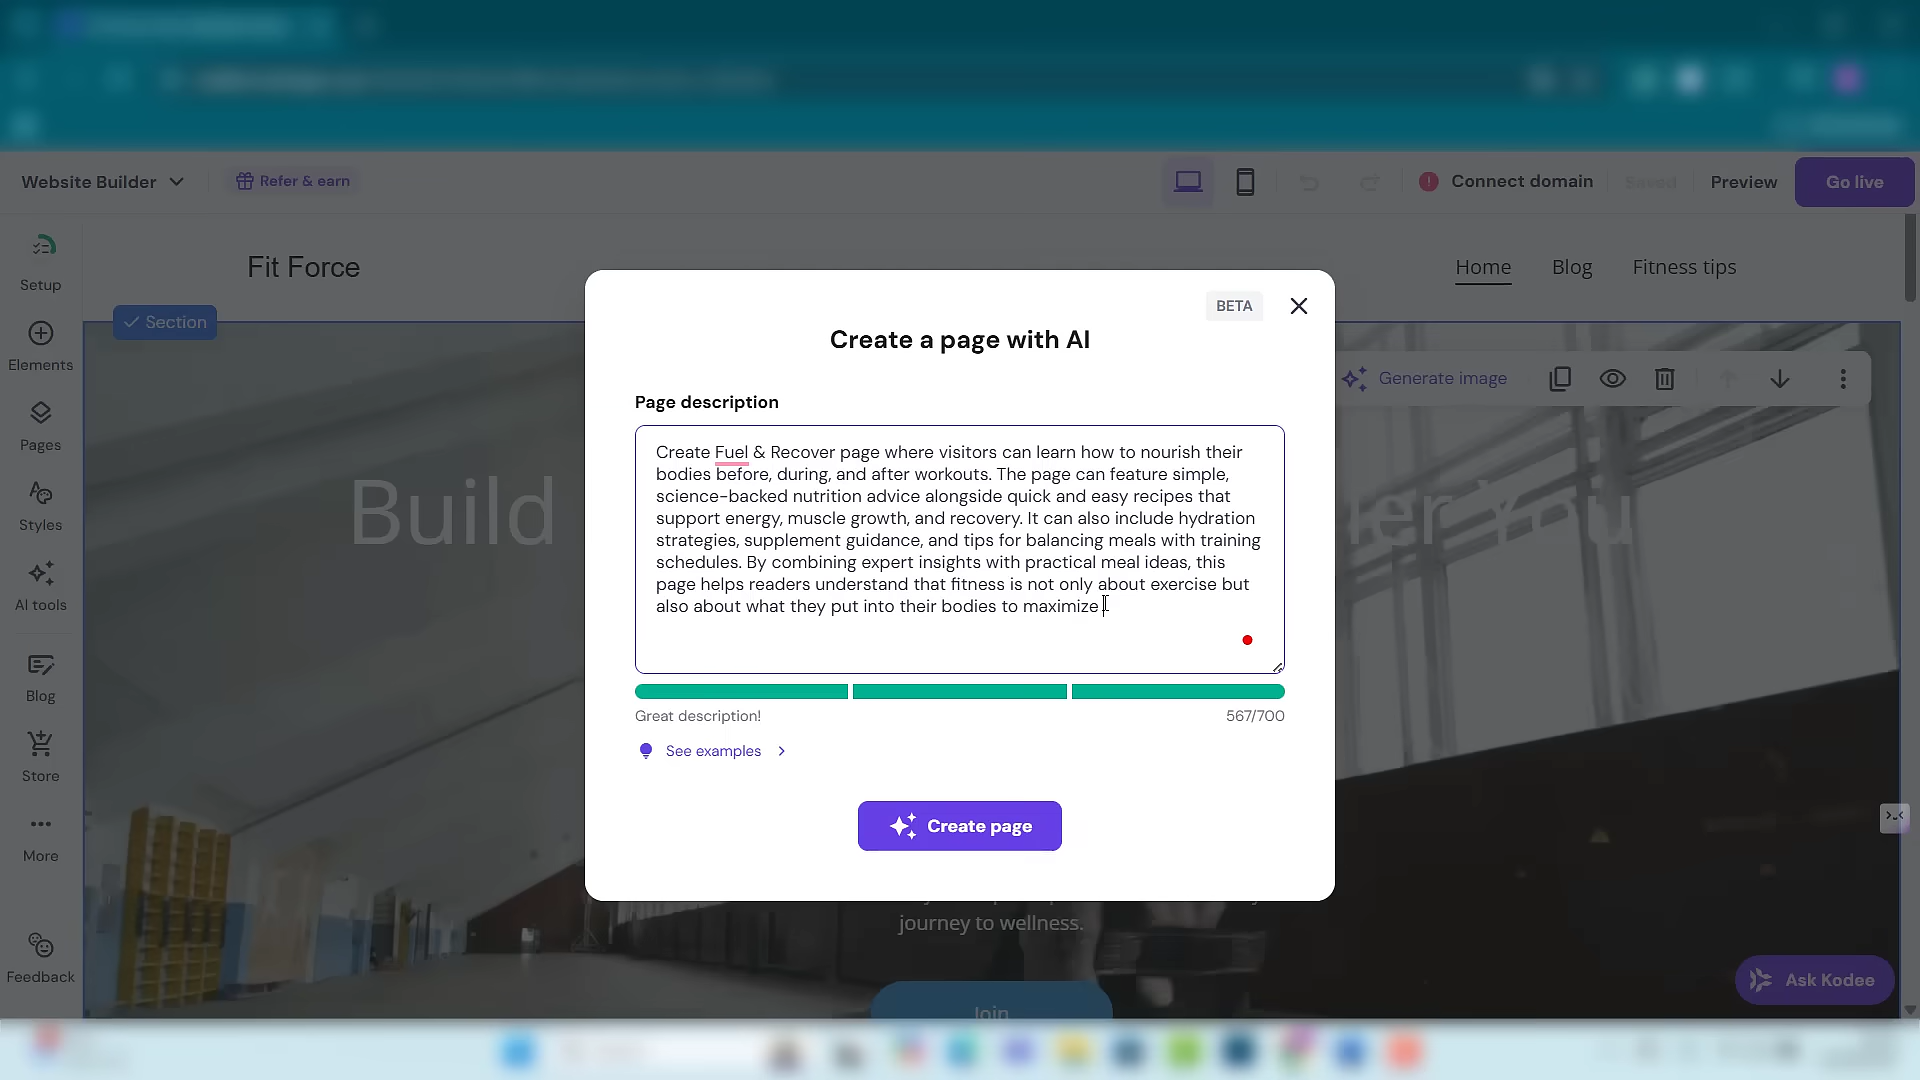 Website Builder
Refer & earn
Connect domain
Saved
Preview
Go live
Setup
Elements
Pages
Styles
AI tools
Blog
Store
More
Feedback
Fit Force
Home
Blog
Fitness tips
Section
Generate image
Build
er You
BETA
Create a page with AI
Page description
Create Fuel & Recover page where visitors can learn how to nourish their
bodies before, during, and after workouts. The page can feature simple,
science-backed nutrition advice alongside quick and easy recipes that
support energy, muscle growth, and recovery. It can also include hydration
strategies, supplement guidance, and tips for balancing meals with training
schedules. By combining expert insights with practical meal ideas, this
page helps readers understand that fitness is not only about exercise but
also about what they put into their bodies to maximize
Great description!
567/700
See examples
Create page
journey to wellness.
Join
Ask Kodee